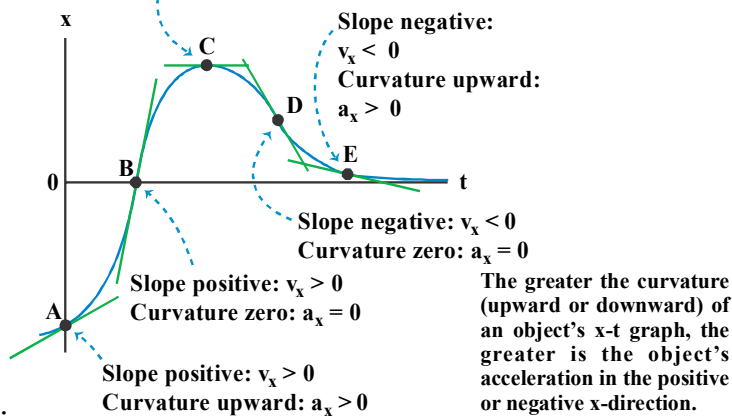 x
Slope negative:
vₓ < 0
Curvature upward:
aₓ > 0
C
D
E
B
0
t
Slope negative: vₓ < 0
Curvature zero: aₓ = 0
Slope positive: vₓ > 0
Curvature zero: aₓ = 0
A
Slope positive: vₓ > 0
Curvature upward: aₓ > 0
The greater the curvature
(upward or downward) of
an object's x-t graph, the
greater is the object's
acceleration in the positive
or negative x-direction.
.